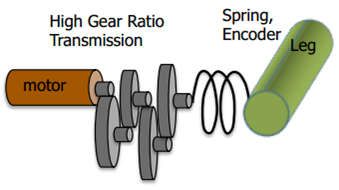 High Gear Ratio
Transmission
Spring,
Encoder
Leg
motor